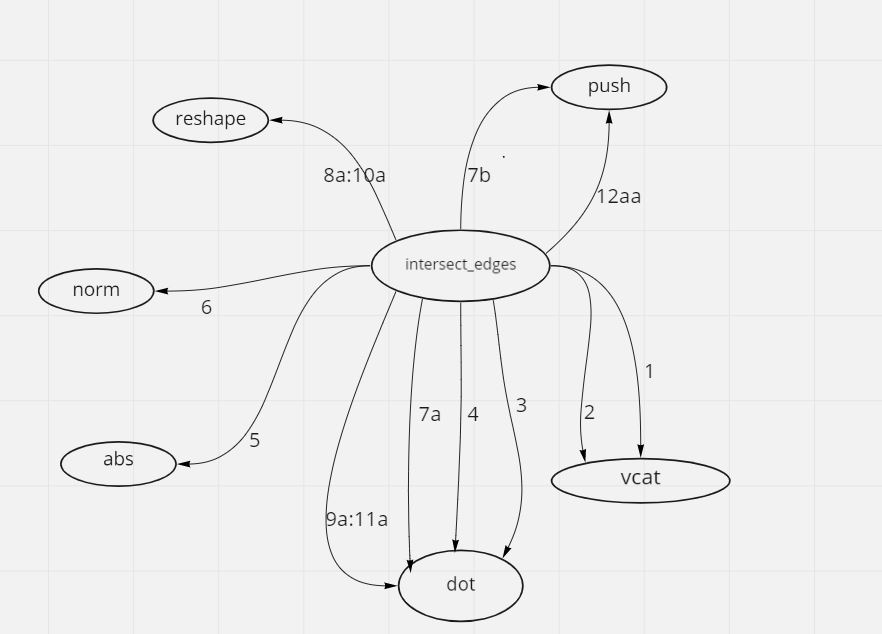 push
reshape
8a:10a
7b
12aa
intersect_edges
norm
6
1
7a
4
3
2
5
abs
vcat
9a:11a
dot